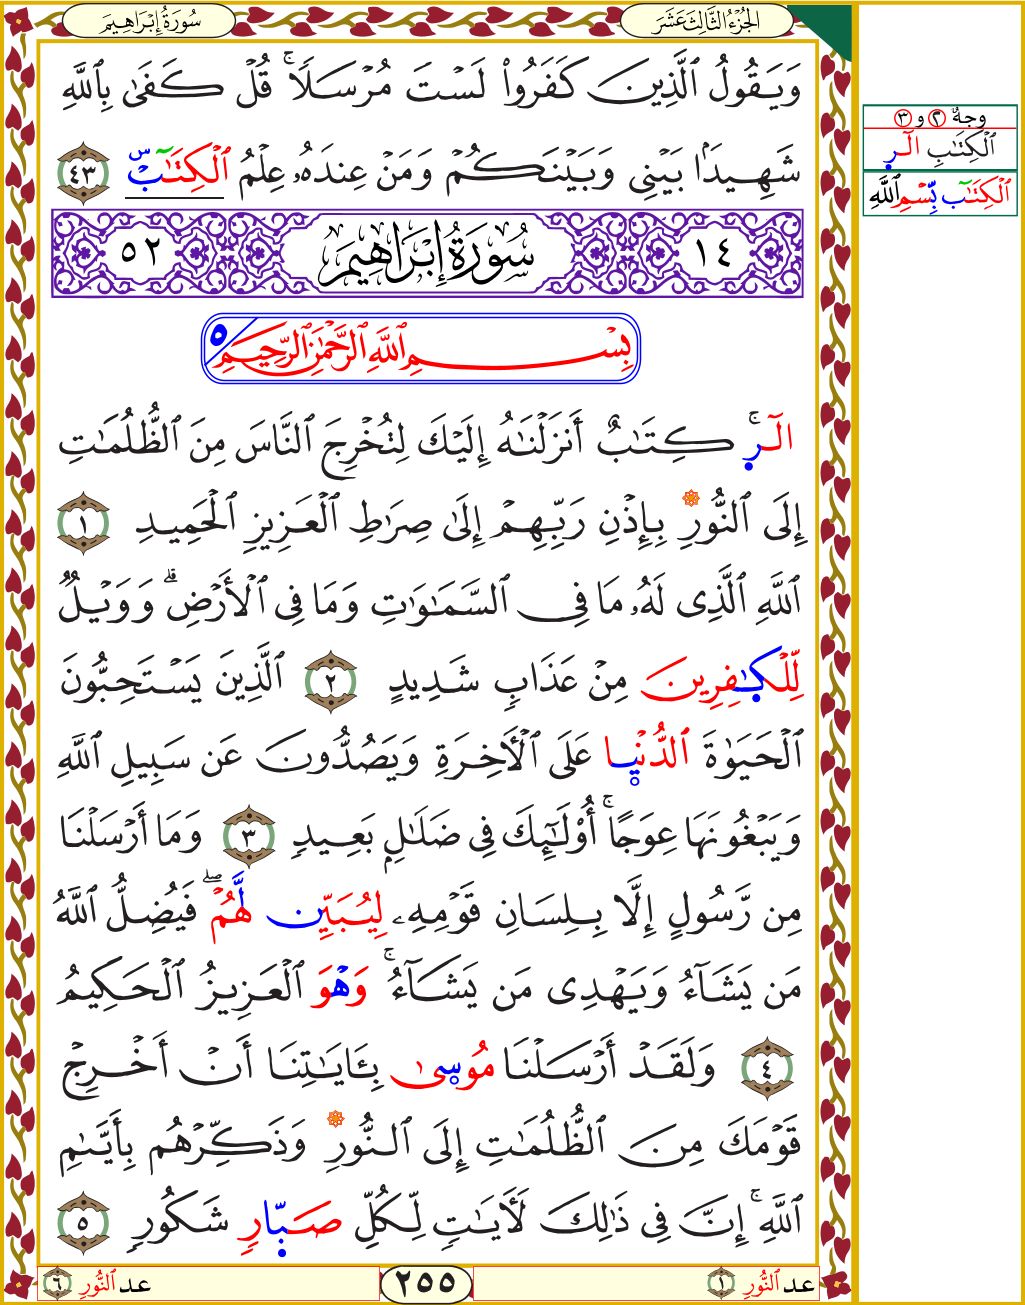 الجُزْءُ الثَّالِثَ عَشَرَ
سُورَةُ إِبْرَاهِيمَ
وَيَقُولُ ٱلَّذِينَ كَفَرُوا۟ لَسْتَ مُرْسَلًا ۚ قُلْ كَفَىٰ بِٱللَّهِ
شَهِيدًۢا بَيْنِى وَبَيْنَكُمْ وَمَنْ عِندَهُۥ عِلْمُ ٱلْكِتَـٰبْ ٤٣
١٤ سُورَةُ إِبْرَاهِيمَ ٥٢
بِسْمِ ٱللَّهِ ٱلرَّحْمَـٰنِ ٱلرَّحِيمِ ٥
الٓر ۚ كِتَـٰبٌ أَنزَلْنَـٰهُ إِلَيْكَ لِتُخْرِجَ ٱلنَّاسَ مِنَ ٱلظُّلُمَـٰتِ
إِلَى ٱلنُّورِ بِإِذْنِ رَبِّهِمْ إِلَىٰ صِرَٰطِ ٱلْعَزِيزِ ٱلْحَمِيدِ ١
ٱللَّهِ ٱلَّذِى لَهُۥ مَا فِى ٱلسَّمَـٰوَٰتِ وَمَا فِى ٱلْأَرْضِ ۗ وَوَيْلٌ
لِّلْكَـٰفِرِينَ مِنْ عَذَابٍ شَدِيدٍ ٢ ٱلَّذِينَ يَسْتَحِبُّونَ
ٱلْحَيَوٰةَ ٱلدُّنْيَا عَلَى ٱلْـَٔاخِرَةِ وَيَصُدُّونَ عَن سَبِيلِ ٱللَّهِ
وَيَبْغُونَهَا عِوَجًا ۚ أُو۟لَـٰٓئِكَ فِى ضَلَـٰلٍۭ بَعِيدٍ ٣ وَمَآ أَرْسَلْنَا
مِن رَّسُولٍ إِلَّا بِلِسَانِ قَوْمِهِۦ لِيُبَيِّن لَّهُمْ ۖ فَيُضِلُّ ٱللَّهُ
مَن يَشَآءُ وَيَهْدِى مَن يَشَآءُ ۚ وَهْوَ ٱلْعَزِيزُ ٱلْحَكِيمُ
٤ وَلَقَدْ أَرْسَلْنَا مُوسَىٰ بِـَٔايَـٰتِنَآ أَنْ أَخْرِجْ
قَوْمَكَ مِنَ ٱلظُّلُمَـٰتِ إِلَى ٱلنُّورِ وَذَكِّرْهُم بِأَيَّىٰمِ
ٱللَّهِ ۚ إِنَّ فِى ذَٰلِكَ لَـَٔايَـٰتٍ لِّكُلِّ صَبَّارٍ شَكُورٍ ٥
عد ٱلنُّورِ ١
٢٥٥
عد ٱلنُّورِ ٦
وجهُ ٢ و ٣
ٱلْكِتَـٰبِ الٓر
ٱلْكِتَـٰب بِّسْمِ ٱللَّهِ